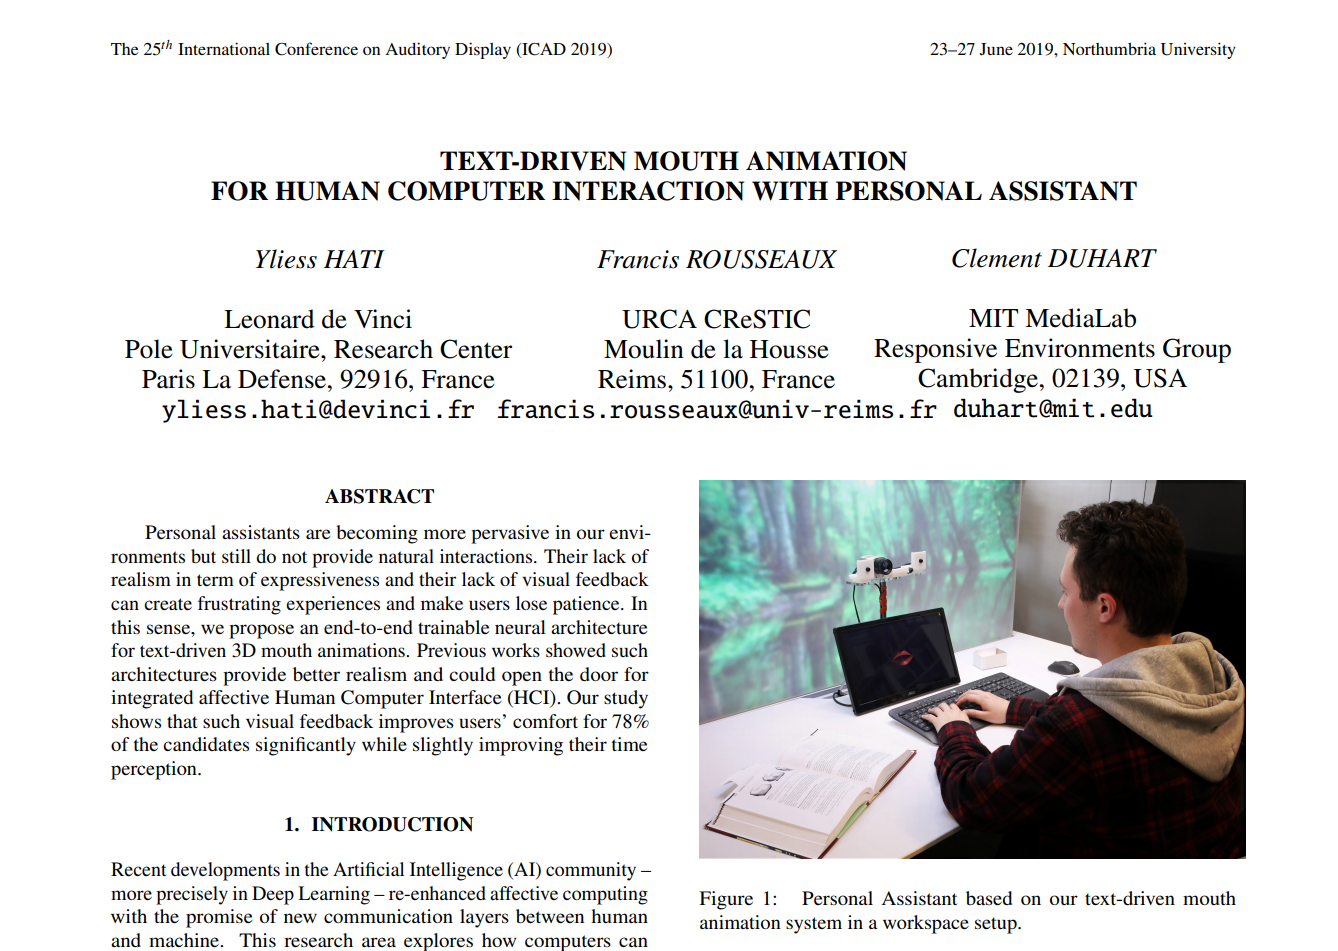 The 25th International Conference on Auditory Display (ICAD 2019)
23–27 June 2019, Northumbria University
TEXT-DRIVEN MOUTH ANIMATION
FOR HUMAN COMPUTER INTERACTION WITH PERSONAL ASSISTANT
Yliess HATI
Leonard de Vinci
Pole Universitaire, Research Center
Paris La Defense, 92916, France
yliess.hati@devinci.fr
Francis ROUSSEAUX
URCA CReSTIC
Moulin de la Housse
Reims, 51100, France
francis.rousseaux@univ-reims.fr
Clement DUHART
MIT MediaLab
Responsive Environments Group
Cambridge, 02139, USA
duhart@mit.edu
ABSTRACT
Personal assistants are becoming more pervasive in our envi-
ronments but still do not provide natural interactions. Their lack of
realism in term of expressiveness and their lack of visual feedback
can create frustrating experiences and make users lose patience. In
this sense, we propose an end-to-end trainable neural architecture
for text-driven 3D mouth animations. Previous works showed such
architectures provide better realism and could open the door for
integrated affective Human Computer Interface (HCI). Our study
shows that such visual feedback improves users' comfort for 78%
of the candidates significantly while slightly improving their time
perception.
1. INTRODUCTION
Recent developments in the Artificial Intelligence (AI) community –
more precisely in Deep Learning – re-enhanced affective computing
with the promise of new communication layers between human
and machine. This research area explores how computers can
Figure 1: Personal Assistant based on our text-driven mouth
animation system in a workspace setup.